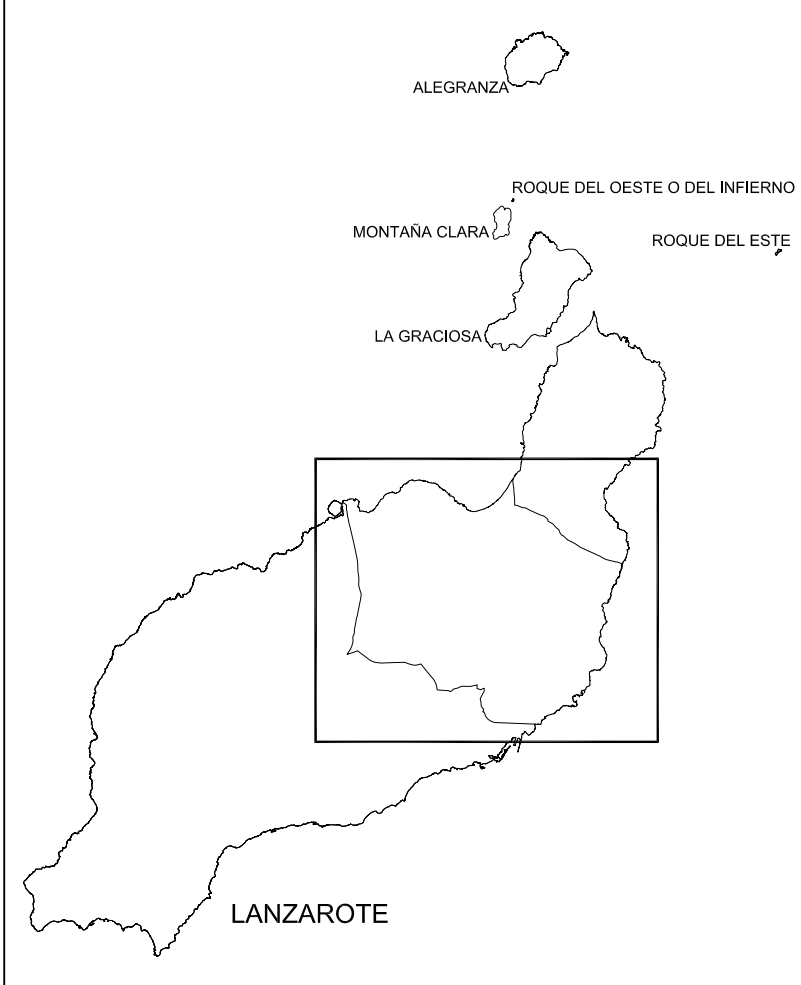 ALEGRANZA
ROQUE DEL OESTE O DEL INFIERNO
MONTAÑA CLARA
ROQUE DEL ESTE
LA GRACIOSA
LANZAROTE